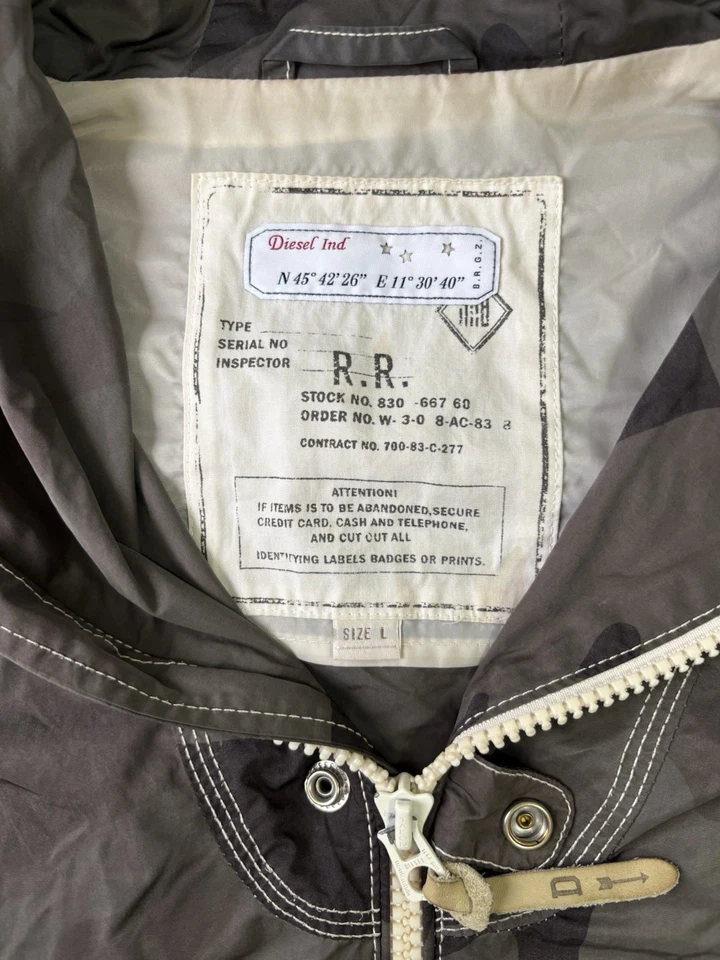 Diesel Ind
N 45° 42' 26" E 11° 30' 40"
B.R.G.Z.
TYPE
SERIAL NO
INSPECTOR
R.R.
STOCK NO. 830 -667 60
ORDER NO. W- 3-0 8-AC-83 8
CONTRACT NO. 700-83-C-277
ATTENTION!
IF ITEMS IS TO BE ABANDONED, SECURE
CREDIT CARD, CASH AND TELEPHONE,
AND CUT OUT ALL
IDENTIFYING LABELS BADGES OR PRINTS.
SIZE L
D